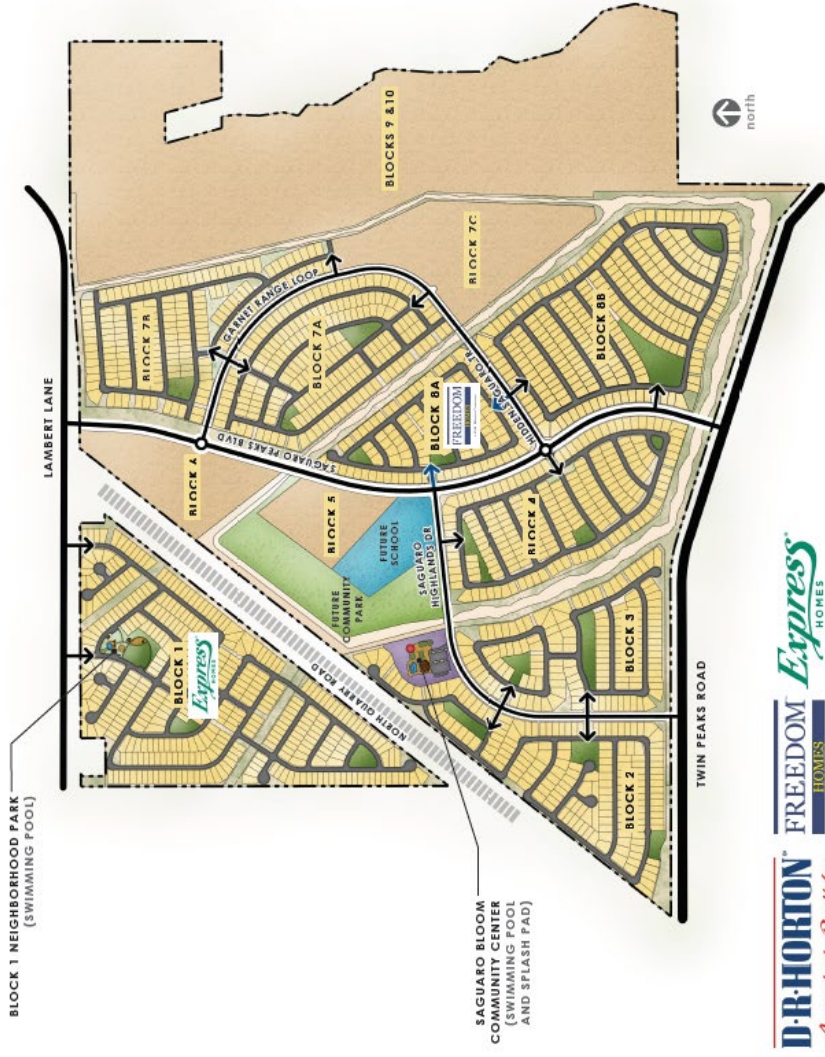 LAMBERT LANE
BLOCK 1 NEIGHBORHOOD PARK
(SWIMMING POOL)
BLOCK 1
Express
HOMES
BLOCK 6
BLOCK 7B
GARNET RANGE LOOP
BLOCK 7A
SAGUARO PEAKS BLVD
BLOCKS 9 &10
BLOCK 7C
NORTH QUARRY ROAD
BLOCK 5
FUTURE
SCHOOL
FUTURE
COMMUNITY
PARK
SAGUARO
HIGHLANDS DR
BLOCK 8A
FREEDOM
HIDDEN SAGUARO TR
BLOCK 8B
BLOCK 4
BLOCK 3
BLOCK 2
SAGUARO BLOOM
COMMUNITY CENTER
(SWIMMING POOL
AND SPLASH PAD)
TWIN PEAKS ROAD
north
D·R·HORTON
FREEDOM
HOMES
Express
HOMES